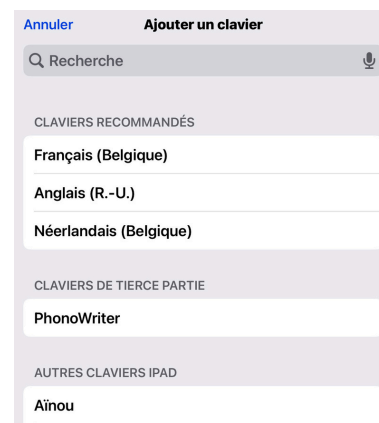 Annuler Ajouter un clavier
Recherche
CLAVIERS RECOMMANDÉS
Français (Belgique)
Anglais (R.-U.)
Néerlandais (Belgique)
CLAVIERS DE TIERCE PARTIE
PhonoWriter
AUTRES CLAVIERS IPAD
Aïnou